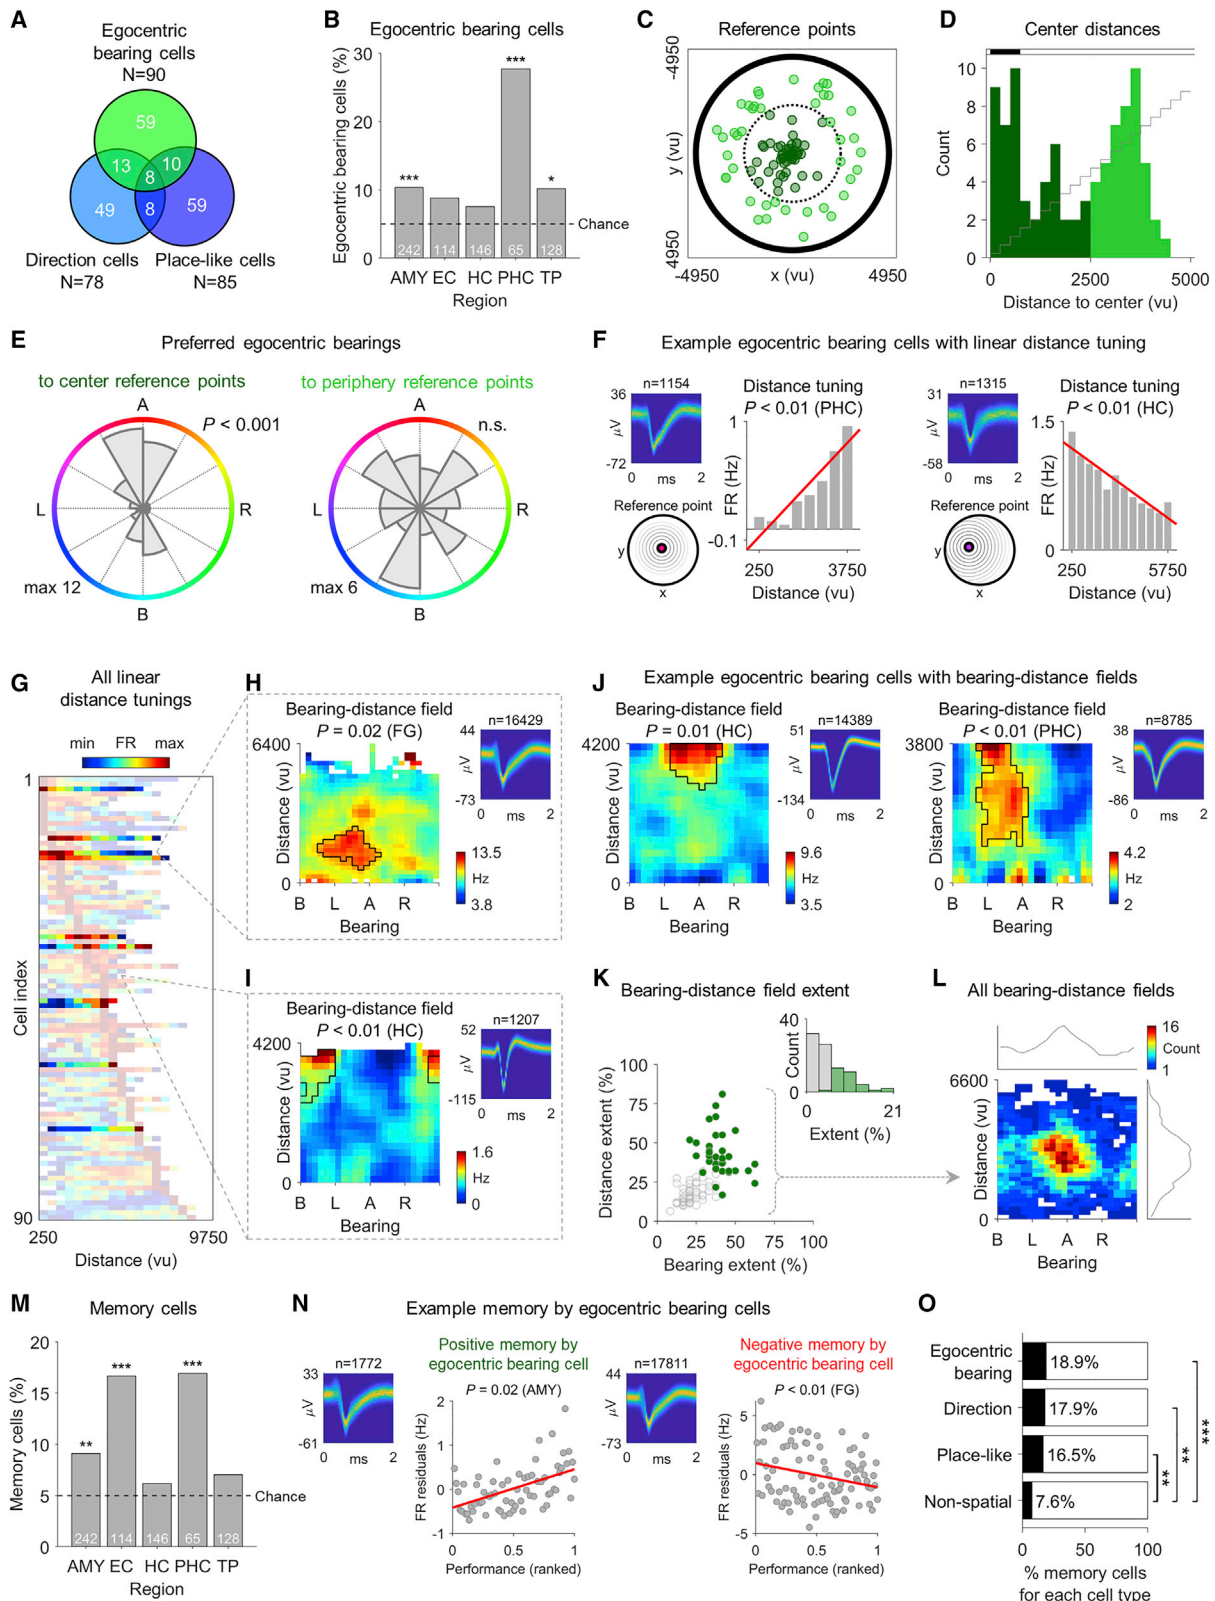 A
Egocentric
bearing cells
N=90
59
13
10
8
49
8
59
Direction cells
N=78
Place-like cells
N=85
B
Egocentric bearing cells
Egocentric bearing cells (%)
30
20
10
0
***
***
*
Chance
242 114 146 65 128
AMY EC HC PHC TP
Region
C
Reference points
y (vu)
-4950
4950
-4950 4950
x (vu)
D
Center distances
Count
10
8
6
4
2
0
0 2500 5000
Distance to center (vu)
E
Preferred egocentric bearings
to center reference points
A
P < 0.001
L
R
max 12
B
to periphery reference points
A
n.s.
L
R
max 6
B
F
Example egocentric bearing cells with linear distance tuning
n=1154
36
μV
-72
0 ms 2
Reference point
y
x
Distance tuning
P < 0.01 (PHC)
1
FR (Hz)
-0.1
250 3750
Distance (vu)
n=1315
31
μV
-58
0 ms 2
Reference point
y
x
Distance tuning
P < 0.01 (HC)
1.5
FR (Hz)
0
250 5750
Distance (vu)
G
All linear
distance tunings
min FR max
1
Cell index
90
250 9750
Distance (vu)
H
Bearing-distance field
P = 0.02 (FG)
6400
Distance (vu)
0
B L A R
Bearing
n=16429
44
μV
-73
0 ms 2
13.5
Hz
3.8
I
Bearing-distance field
P < 0.01 (HC)
4200
Distance (vu)
0
B L A R
Bearing
n=1207
52
μV
-115
0 ms 2
1.6
Hz
0
J
Example egocentric bearing cells with bearing-distance fields
Bearing-distance field
P = 0.01 (HC)
4200
Distance (vu)
0
B L A R
Bearing
n=14389
51
μV
-134
0 ms 2
9.6
Hz
3.5
Bearing-distance field
P < 0.01 (PHC)
3800
Distance (vu)
0
B L A R
Bearing
n=8785
38
μV
-86
0 ms 2
4.2
Hz
2
K
Bearing-distance field extent
Distance extent (%)
100
75
50
25
0
0 25 50 75 100
Bearing extent (%)
40
Count
0
0 21
Extent (%)
L
All bearing-distance fields
16
Count
1
6600
Distance (vu)
0
B L A R
Bearing
M
Memory cells
Memory cells (%)
20
15
10
5
0
**
***
***
Chance
242 114 146 65 128
AMY EC HC PHC TP
Region
N
Example memory by egocentric bearing cells
n=1772
33
μV
-61
0 ms 2
Positive memory by
egocentric bearing cell
P = 0.02 (AMY)
FR residuals (Hz)
2
1
0
-1
0 0.5 1
Performance (ranked)
n=17811
44
μV
-73
0 ms 2
Negative memory by
egocentric bearing cell
P < 0.01 (FG)
FR residuals (Hz)
5
0
-5
0 0.5 1
Performance (ranked)
O
Egocentric
bearing
18.9%
Direction
17.9%
Place-like
16.5%
Non-spatial
7.6%
**
**
***
0 50 100
% memory cells
for each cell type